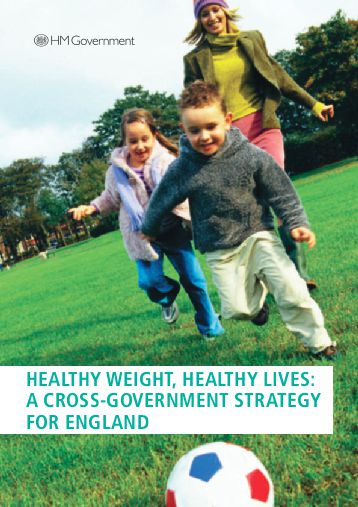 HM Government
HEALTHY WEIGHT, HEALTHY LIVES:
A CROSS-GOVERNMENT STRATEGY
FOR ENGLAND